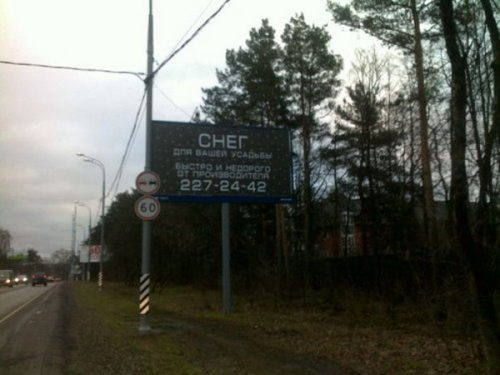 СНЕГ
ДЛЯ ВАШЕЙ УСАДЬБЫ
БЫСТРО И НЕДОРОГО
ОТ ПРОИЗВОДИТЕЛЯ
227-24-42
60